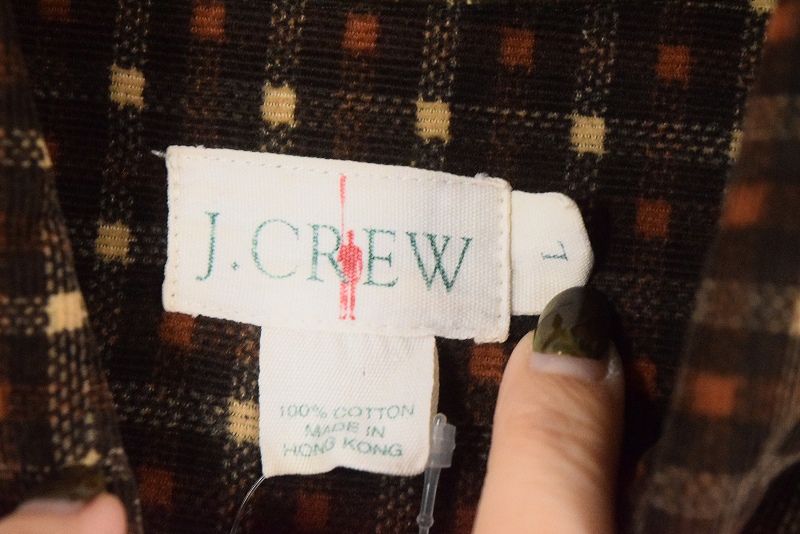 J.CREW
L
100% COTTON
MADE IN
HONG KONG